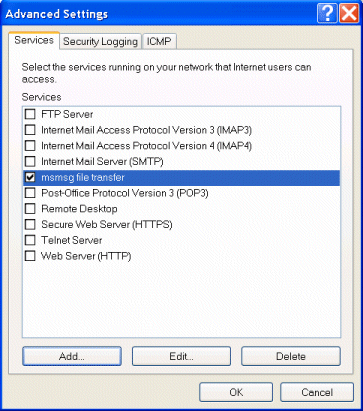 Advanced Settings
Services Security Logging ICMP
Select the services running on your network that Internet users can
access.
Services
FTP Server
Internet Mail Access Protocol Version 3 (IMAP3)
Internet Mail Access Protocol Version 4 (IMAP4)
Internet Mail Server (SMTP)
msmsg file transfer
Post-Office Protocol Version 3 (POP3)
Remote Desktop
Secure Web Server (HTTPS)
Telnet Server
Web Server (HTTP)
Add... Edit... Delete
OK Cancel